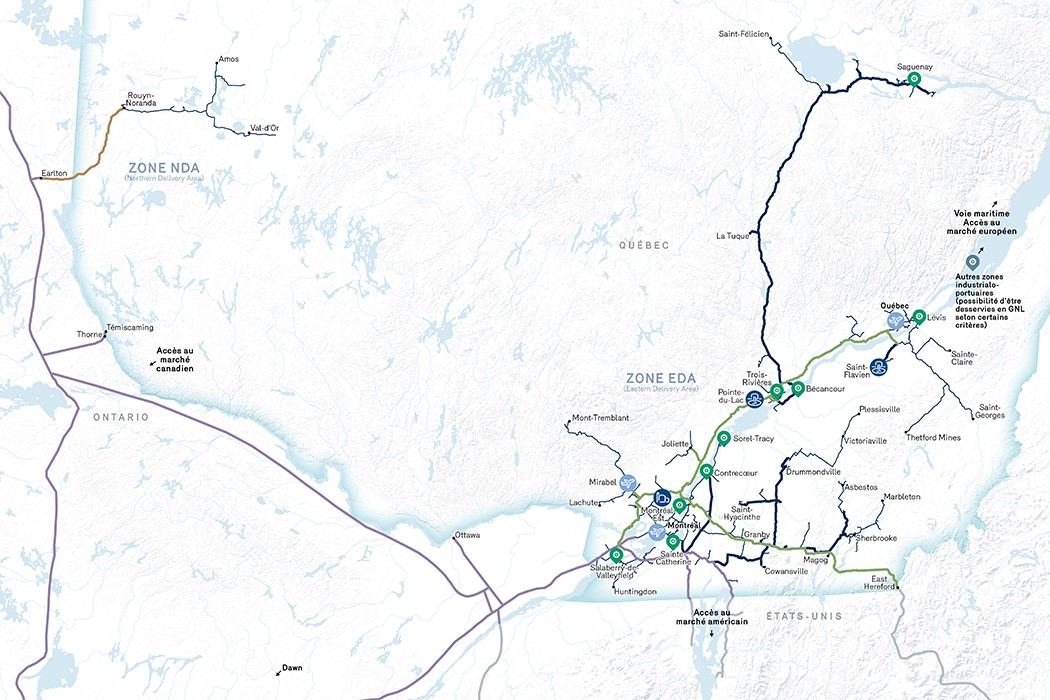 Saint-Félicien
Saguenay
Amos
Rouyn-
Noranda
Val-d'Or
ZONE NDA
(Northern Delivery Area)
Earlton
Voie maritime
Accès au
marché européen
La Tuque
QUÉBEC
Autres zones
industrialo-
portuaires
(possibilité d'être
desservies en GNL
selon certains
critères)
Québec
Lévis
Témiscaming
Thorne
Accès au
marché
canadien
Sainte-
Claire
Saint-
Flavien
ZONE EDA
(Eastern Delivery Area)
Trois-
Rivières
Bécancour
Pointe-
du-Lac
ONTARIO
Mont-Tremblant
Plessisville
Saint-
Georges
Joliette
Sorel-Tracy
Victoriaville
Thetford Mines
Contrecœur
Drummondville
Mirabel
Asbestos
Lachute
Marbleton
Montréal-
Est
Saint-
Hyacinthe
Montréal
Ottawa
Granby
Sherbrooke
Sainte-
Catherine
Magog
Salaberry-de-
Valleyfield
Cowansville
East
Hereford
Huntingdon
Accès au
marché américain
ÉTATS-UNIS
Dawn